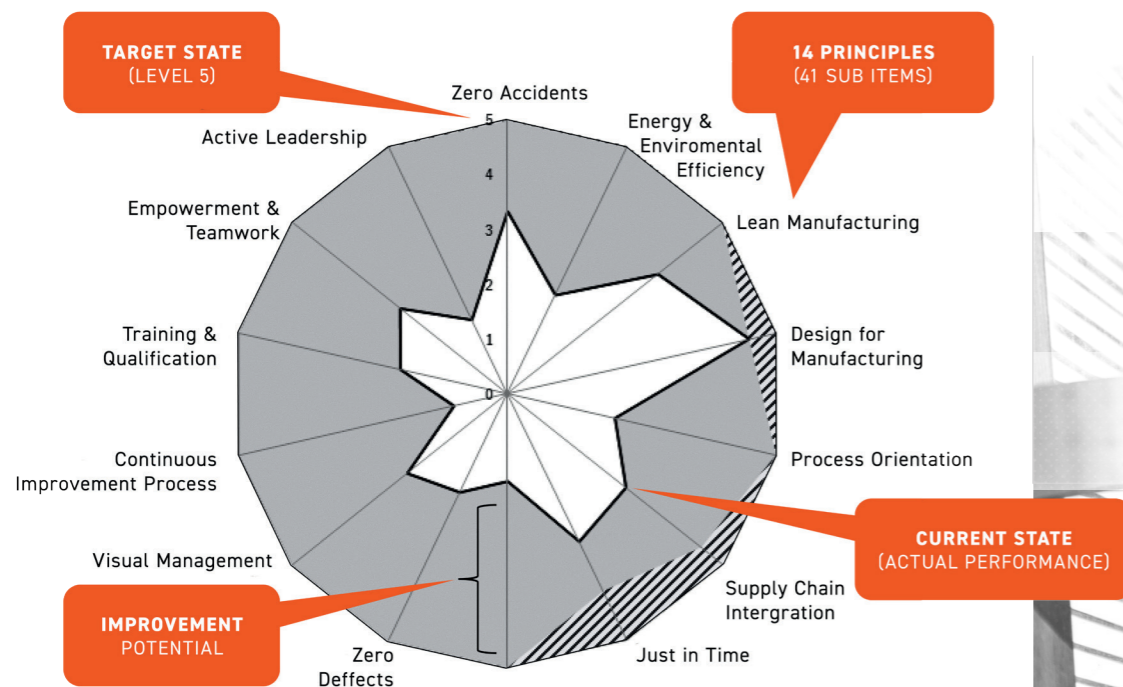 TARGET STATE
(LEVEL 5)
14 PRINCIPLES
(41 SUB ITEMS)
Zero Accidents
Energy &
Enviromental
Efficiency
Lean Manufacturing
Design for
Manufacturing
Process Orientation
Supply Chain
Intergration
Just in Time
Zero
Deffects
Visual Management
Continuous
Improvement Process
Training &
Qualification
Empowerment &
Teamwork
Active Leadership
5
4
3
2
1
0
CURRENT STATE
(ACTUAL PERFORMANCE)
IMPROVEMENT
POTENTIAL